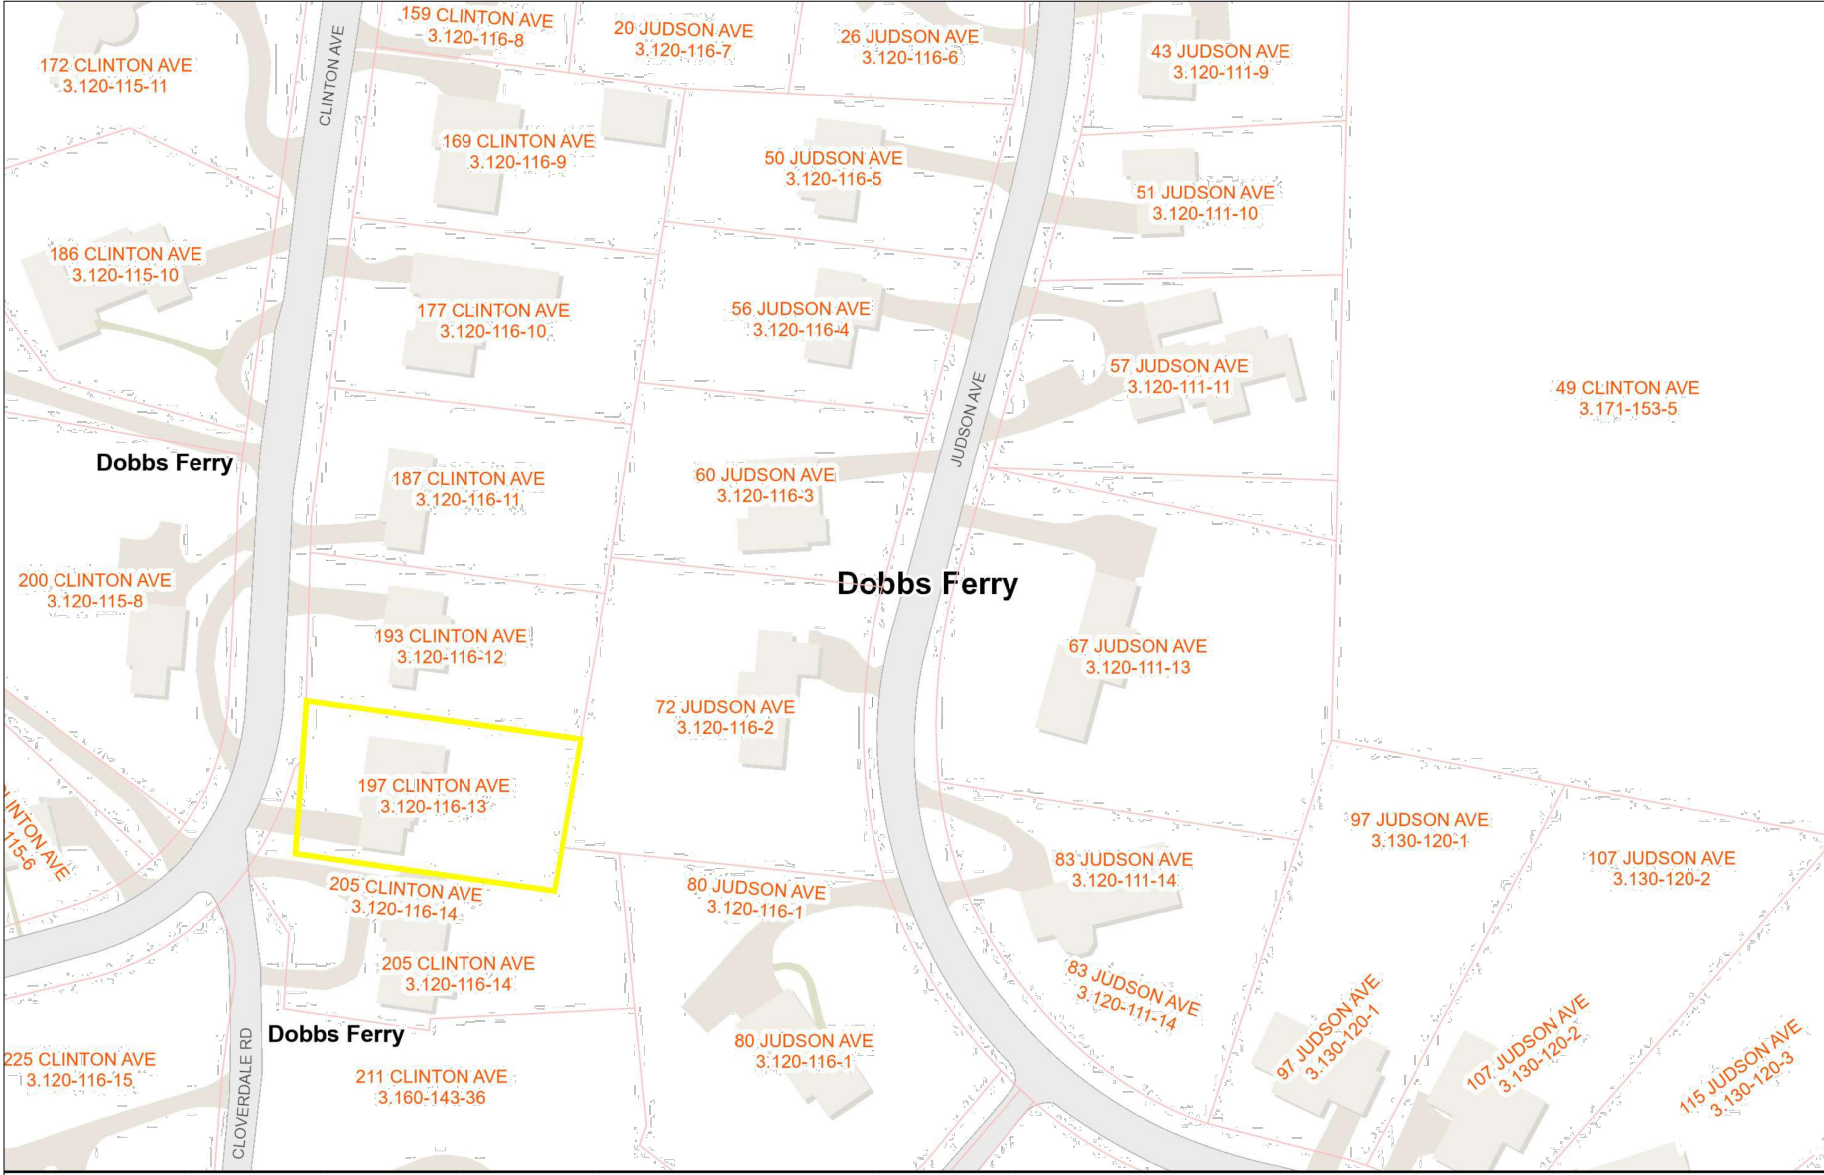 159 CLINTON AVE
3.120-116-8
20 JUDSON AVE
3.120-116-7
26 JUDSON AVE
3.120-116-6
43 JUDSON AVE
3.120-111-9
172 CLINTON AVE
3.120-115-11
CLINTON AVE
169 CLINTON AVE
3.120-116-9
50 JUDSON AVE
3.120-116-5
51 JUDSON AVE
3.120-111-10
186 CLINTON AVE
3.120-115-10
177 CLINTON AVE
3.120-116-10
56 JUDSON AVE
3.120-116-4
57 JUDSON AVE
3.120-111-11
49 CLINTON AVE
3.171-153-5
JUDSON AVE
Dobbs Ferry
187 CLINTON AVE
3.120-116-11
60 JUDSON AVE
3.120-116-3
Dobbs Ferry
200 CLINTON AVE
3.120-115-8
193 CLINTON AVE
3.120-116-12
67 JUDSON AVE
3.120-111-13
72 JUDSON AVE
3.120-116-2
197 CLINTON AVE
3.120-116-13
CLINTON AVE
115-6
97 JUDSON AVE
3.130-120-1
107 JUDSON AVE
3.130-120-2
83 JUDSON AVE
3.120-111-14
205 CLINTON AVE
3.120-116-14
80 JUDSON AVE
3.120-116-1
205 CLINTON AVE
3.120-116-14
83 JUDSON AVE
3.120-111-14
97 JUDSON AVE
3.130-120-1
107 JUDSON AVE
3.130-120-2
115 JUDSON AVE
3.130-120-3
Dobbs Ferry
CLOVERDALE RD
80 JUDSON AVE
3.120-116-1
225 CLINTON AVE
3.120-116-15
211 CLINTON AVE
3.160-143-36